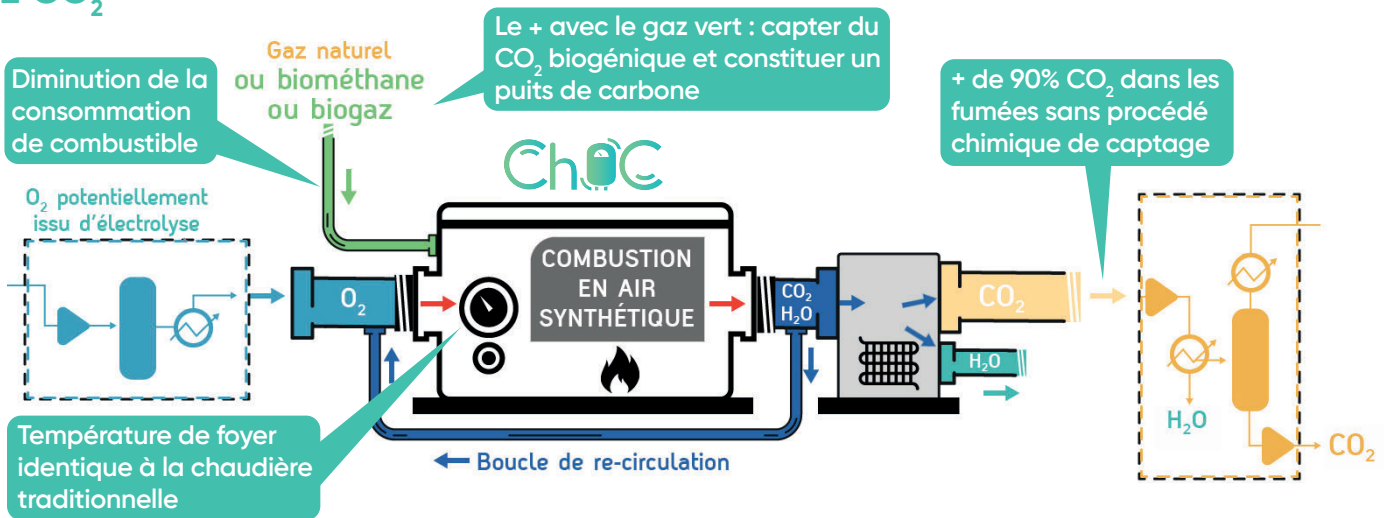 CO₂
Gaz naturel
ou biométhane
ou biogaz
Diminution de la
consommation
de combustible
Le + avec le gaz vert : capter du
CO₂ biogénique et constituer un
puits de carbone
+ de 90% CO₂ dans les
fumées sans procédé
chimique de captage
ChOC
O₂ potentiellement
issu d'électrolyse
O₂
COMBUSTION
EN AIR
SYNTHÉTIQUE
CO₂
H₂O
CO₂
H₂O
H₂O
CO₂
Température de foyer
identique à la chaudière
traditionnelle
Boucle de re-circulation